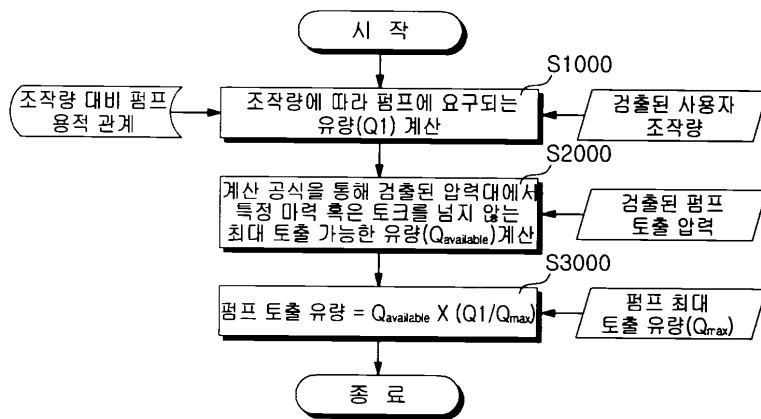 시 작
S1000
조작량 대비 펌프
용적 관계
조작량에 따라 펌프에 요구되는
유량(Q1) 계산
검출된 사용자
조작량
S2000
계산 공식을 통해 검출된 압력대에서
특정 마력 혹은 토크를 넘지 않는
최대 토출 가능한 유량(Qavailable)계산
검출된 펌프
토출 압력
S3000
펌프 토출 유량 = Qavailable X (Q1/Qmax)
펌프 최대
토출 유량(Qmax)
종 료